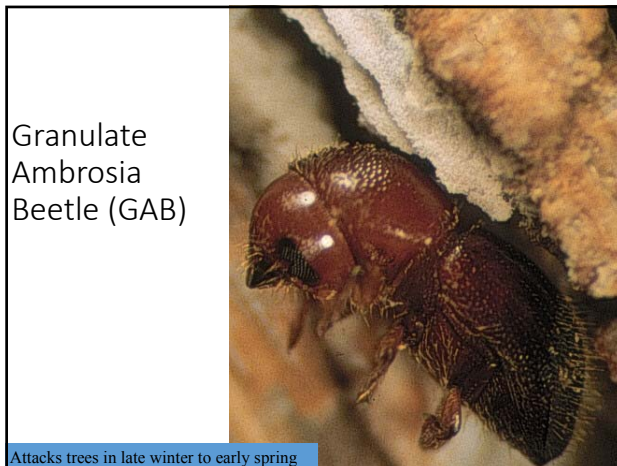 Granulate
Ambrosia
Beetle (GAB)
Attacks trees in late winter to early spring